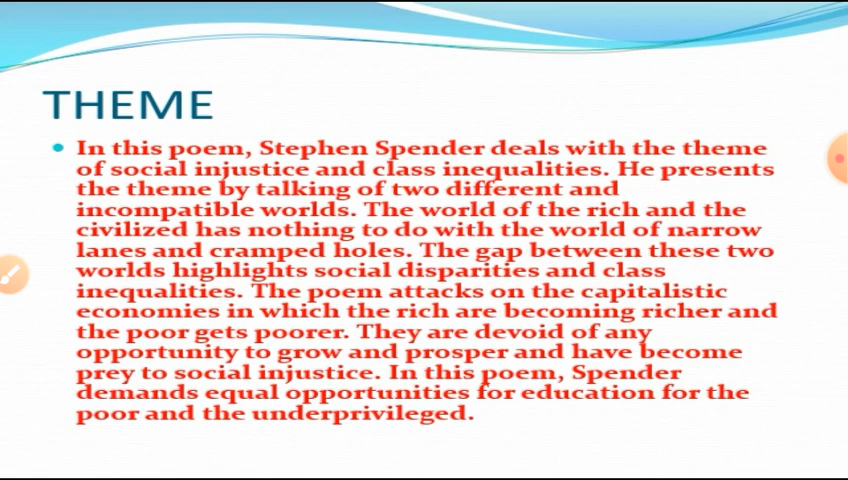 THEME
• In this poem, Stephen Spender deals with the theme
of social injustice and class inequalities. He presents
the theme by talking of two different and
incompatible worlds. The world of the rich and the
civilized has nothing to do with the world of narrow
lanes and cramped holes. The gap between these two
worlds highlights social disparities and class
inequalities. The poem attacks on the capitalistic
economies in which the rich are becoming richer and
the poor gets poorer. They are devoid of any
opportunity to grow and prosper and have become
prey to social injustice. In this poem, Spender
demands equal opportunities for education for the
poor and the underprivileged.